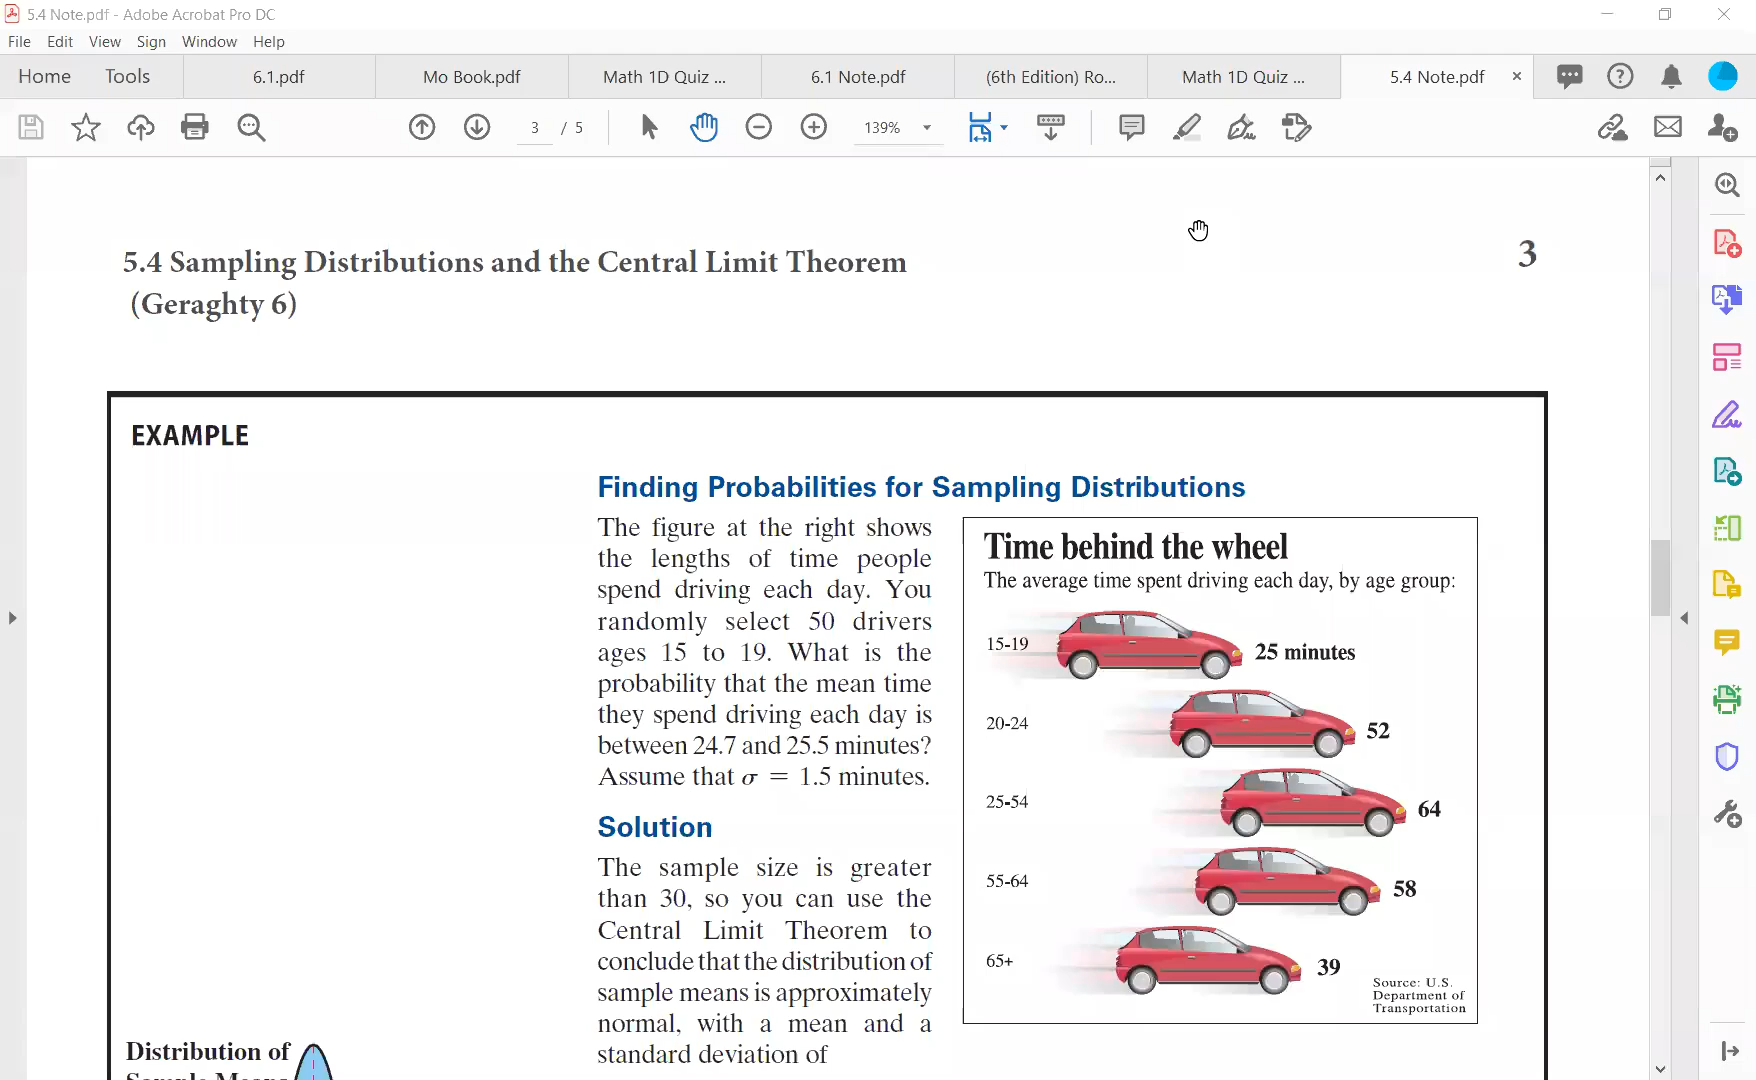 5.4 Note.pdf - Adobe Acrobat Pro DC
File Edit View Sign Window Help
Home Tools 6.1.pdf Mo Book.pdf Math 1D Quiz ... 6.1 Note.pdf (6th Edition) Ro... Math 1D Quiz ... 5.4 Note.pdf ×
3 / 5 139%
5.4 Sampling Distributions and the Central Limit Theorem
(Geraghty 6)
3
EXAMPLE
Finding Probabilities for Sampling Distributions
The figure at the right shows
the lengths of time people
spend driving each day. You
randomly select 50 drivers
ages 15 to 19. What is the
probability that the mean time
they spend driving each day is
between 24.7 and 25.5 minutes?
Assume that σ = 1.5 minutes.
Solution
The sample size is greater
than 30, so you can use the
Central Limit Theorem to
conclude that the distribution of
sample means is approximately
normal, with a mean and a
standard deviation of
Time behind the wheel
The average time spent driving each day, by age group:
15-19 25 minutes
20-24 52
25-54 64
55-64 58
65+ 39
Source: U.S.
Department of
Transportation
Distribution of
Sample Means